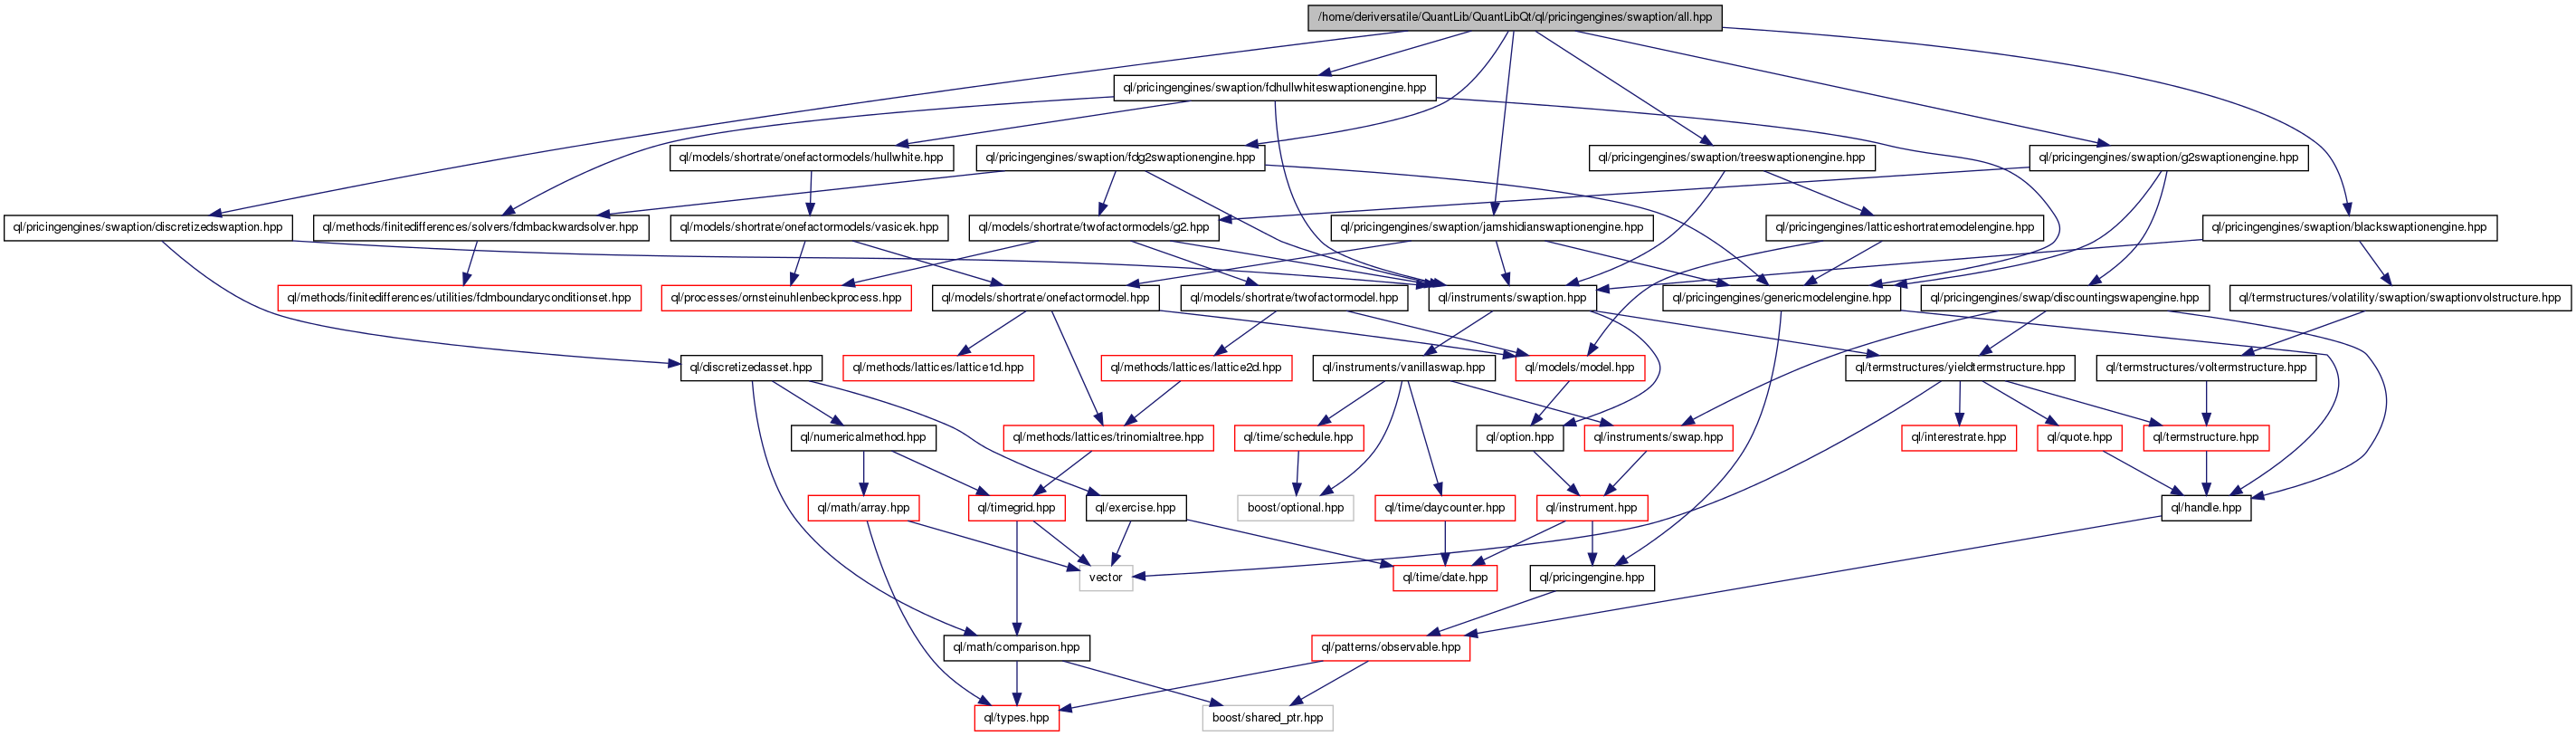 /home/deriversatile/QuantLib/QuantLibQt/ql/pricingengines/swaption/all.hpp
ql/pricingengines/swaption/fdhullwhiteswaptionengine.hpp
ql/models/shortrate/onefactormodels/hullwhite.hpp
ql/pricingengines/swaption/fdg2swaptionengine.hpp
ql/pricingengines/swaption/treeswaptionengine.hpp
ql/pricingengines/swaption/g2swaptionengine.hpp
ql/pricingengines/swaption/discretizedswaption.hpp
ql/methods/finitedifferences/solvers/fdmbackwardsolver.hpp
ql/models/shortrate/onefactormodels/vasicek.hpp
ql/models/shortrate/twofactormodels/g2.hpp
ql/pricingengines/swaption/jamshidianswaptionengine.hpp
ql/pricingengines/latticeshortratemodelengine.hpp
ql/pricingengines/swaption/blackswaptionengine.hpp
ql/methods/finitedifferences/utilities/fdmboundaryconditionset.hpp
ql/processes/ornsteinuhlenbeckprocess.hpp
ql/models/shortrate/onefactormodel.hpp
ql/models/shortrate/twofactormodel.hpp
ql/instruments/swaption.hpp
ql/pricingengines/genericmodelengine.hpp
ql/pricingengines/swap/discountingswapengine.hpp
ql/termstructures/volatility/swaption/swaptionvolstructure.hpp
ql/discretizedasset.hpp
ql/methods/lattices/lattice1d.hpp
ql/methods/lattices/lattice2d.hpp
ql/instruments/vanillaswap.hpp
ql/models/model.hpp
ql/termstructures/yieldtermstructure.hpp
ql/termstructures/voltermstructure.hpp
ql/numericalmethod.hpp
ql/methods/lattices/trinomialtree.hpp
ql/time/schedule.hpp
ql/option.hpp
ql/instruments/swap.hpp
ql/interestrate.hpp
ql/quote.hpp
ql/termstructure.hpp
ql/math/array.hpp
ql/timegrid.hpp
ql/exercise.hpp
boost/optional.hpp
ql/time/daycounter.hpp
ql/instrument.hpp
ql/handle.hpp
vector
ql/time/date.hpp
ql/pricingengine.hpp
ql/math/comparison.hpp
ql/patterns/observable.hpp
ql/types.hpp
boost/shared_ptr.hpp